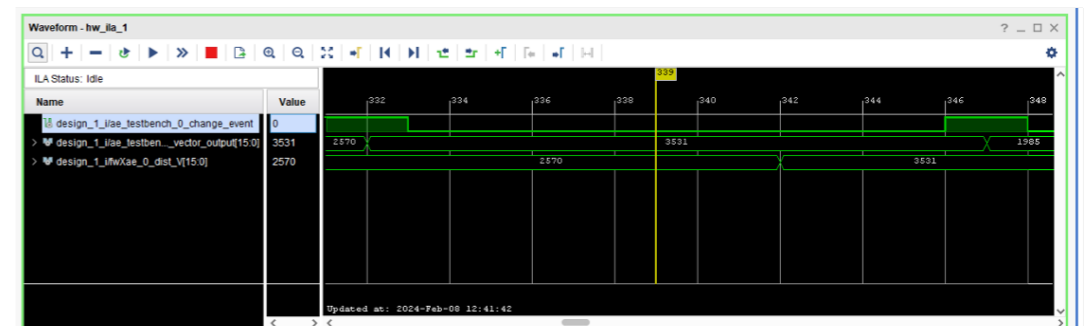 Waveform - hw_ila_1
ILA Status: Idle
339
Name Value
332 334 336 338 340 342 344 346 348
design_1_i/ae_testbench_0_change_event 0
design_1_i/ae_testben..._vector_output[15:0] 3531 2570 3531 1985
design_1_i/fwXae_0_dist_V[15:0] 2570 2570 3531
Updated at: 2024-Feb-08 12:41:42